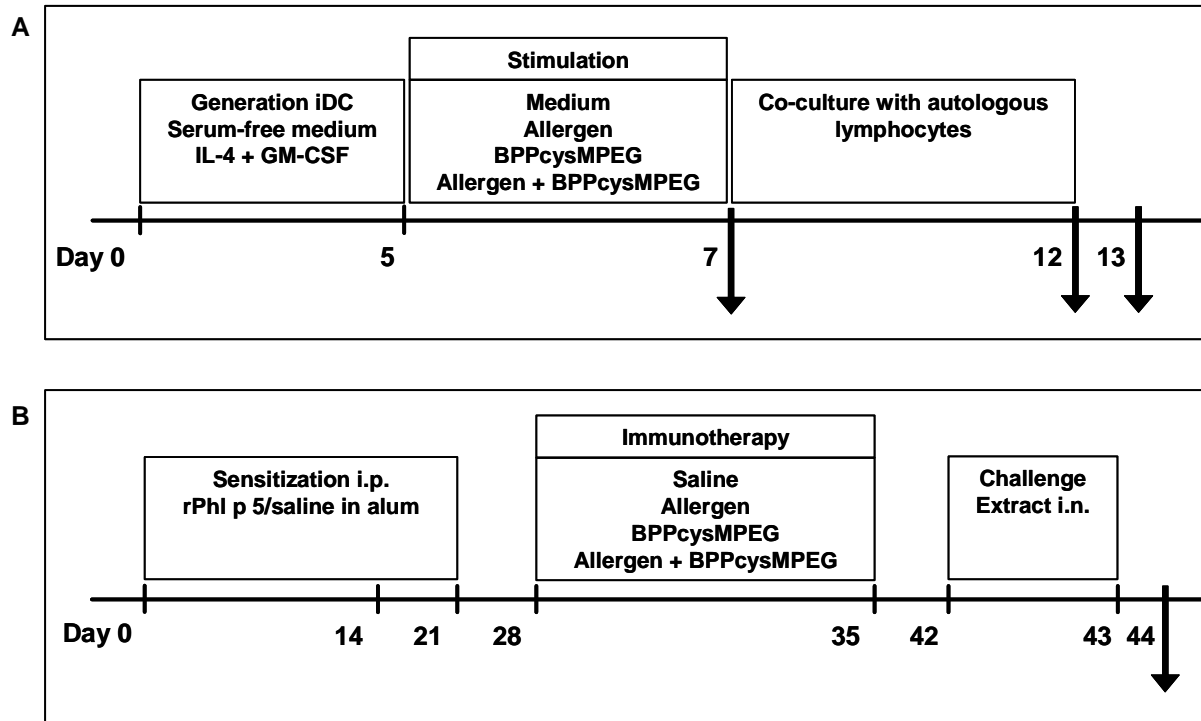 A
Stimulation
Generation iDC
Serum-free medium
IL-4 + GM-CSF
Medium
Allergen
BPPcysMPEG
Allergen + BPPcysMPEG
Co-culture with autologous
lymphocytes
Day 0
5
7
12
13
B
Sensitization i.p.
rPhl p 5/saline in alum
Immunotherapy
Saline
Allergen
BPPcysMPEG
Allergen + BPPcysMPEG
Challenge
Extract i.n.
Day 0
14
21
28
35
42
43
44